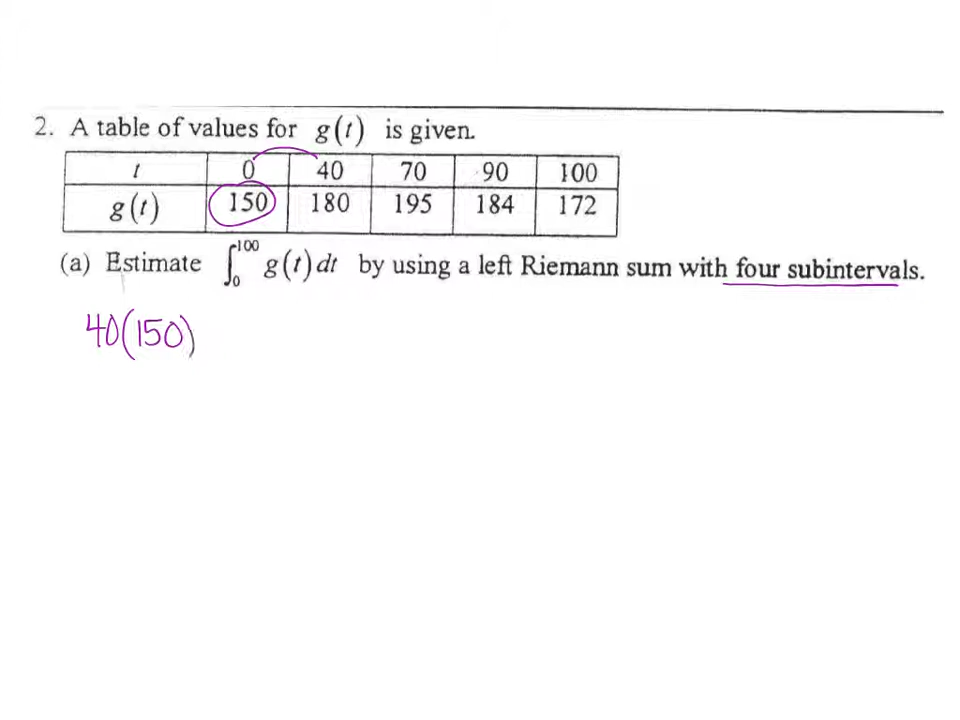 2. A table of values for g(t) is given.
t 0 40 70 90 100
g(t) 150 180 195 184 172
(a) Estimate ∫₀¹⁰⁰ g(t) dt by using a left Riemann sum with four subintervals.
40(150)